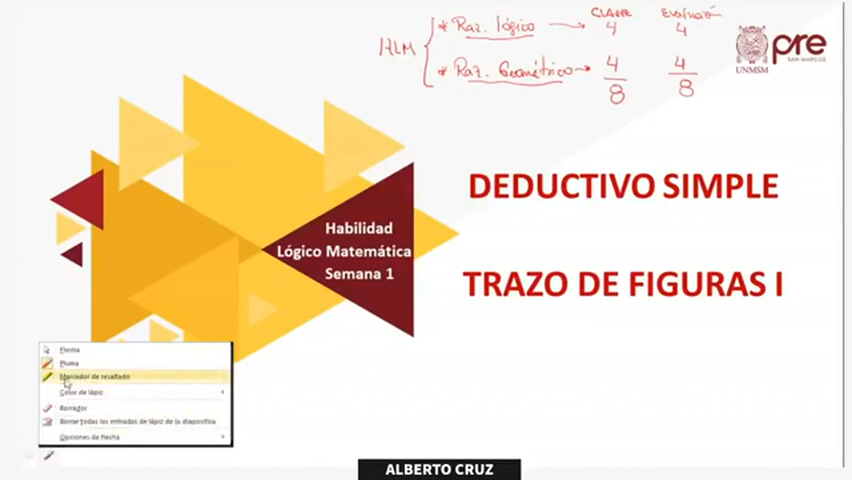 HLM
* Raz. lógico → 4 4
CLASE Evaluación
* Raz. Geométrico → 4 4
8 8
UNMSM
pre
SAN MARCOS
DEDUCTIVO SIMPLE
Habilidad
Lógico Matemática
Semana 1
TRAZO DE FIGURAS I
Flecha
Pluma
Marcador de resaltado
Color de lápiz
Borrador
Borrar todas las entradas de lápiz de la diapositiva
Opciones de flecha
ALBERTO CRUZ